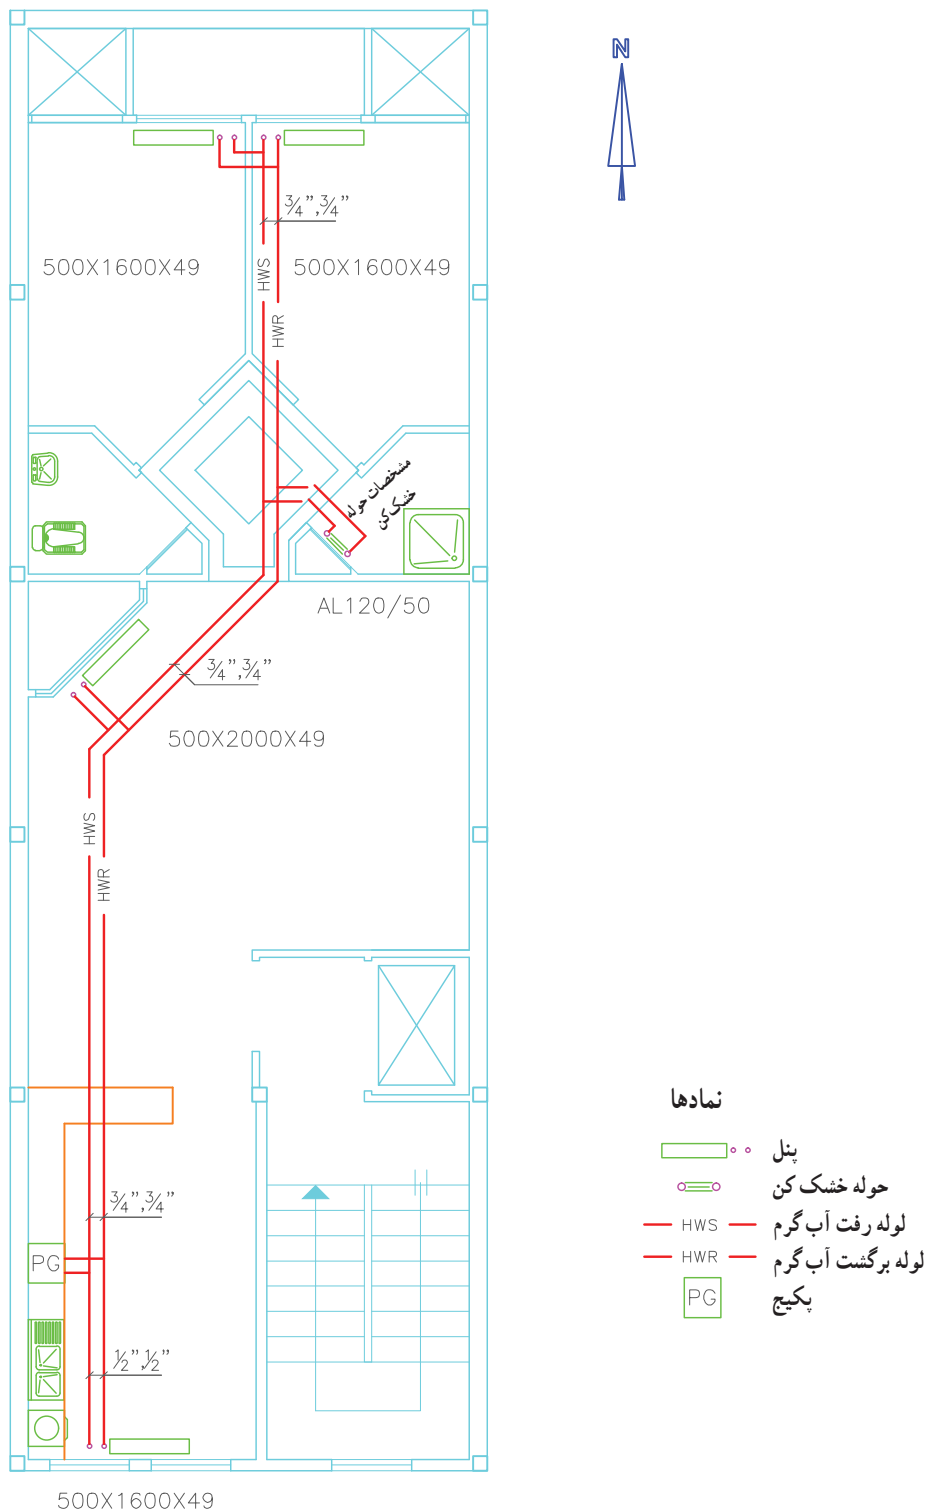 N
¾”,¾”
500X1600X49
500X1600X49
HWS
HWR
مشخصات حوله
خشک‌کن
AL120/50
¾”,¾”
500X2000X49
HWS
HWR
نمادها
پنل
حوله خشک کن
HWS
لوله رفت آب گرم
HWR
لوله برگشت آب گرم
PG
پکیج
¾”,¾”
PG
½”,½”
500X1600X49